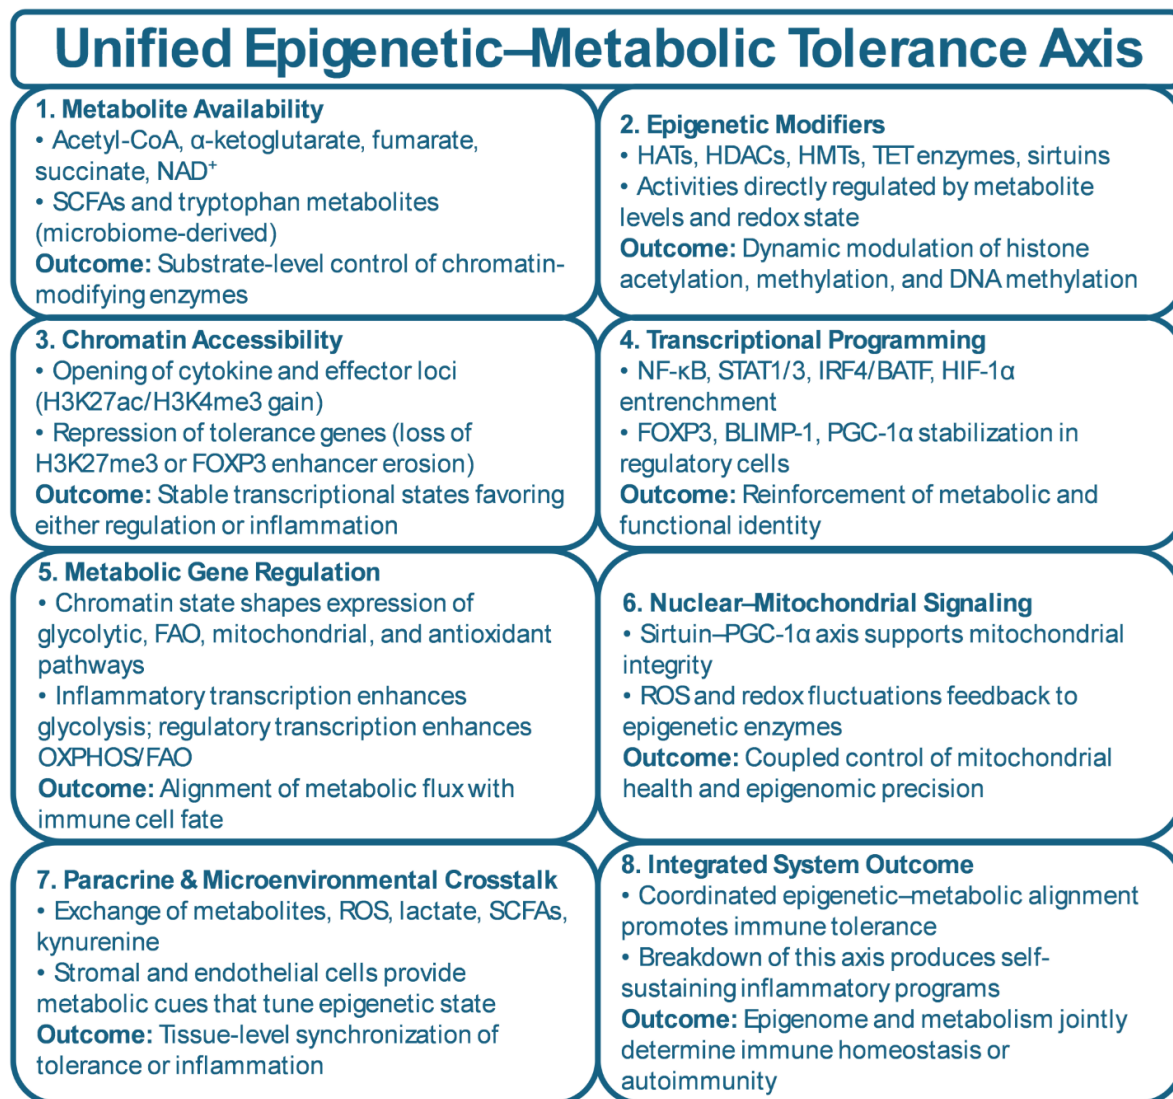 Unified Epigenetic–Metabolic Tolerance Axis
1. Metabolite Availability
• Acetyl-CoA, α-ketoglutarate, fumarate,
succinate, NAD⁺
• SCFAs and tryptophan metabolites
(microbiome-derived)
Outcome: Substrate-level control of chromatin-
modifying enzymes
2. Epigenetic Modifiers
• HATs, HDACs, HMTs, TET enzymes, sirtuins
• Activities directly regulated by metabolite
levels and redox state
Outcome: Dynamic modulation of histone
acetylation, methylation, and DNA methylation
3. Chromatin Accessibility
• Opening of cytokine and effector loci
(H3K27ac/H3K4me3 gain)
• Repression of tolerance genes (loss of
H3K27me3 or FOXP3 enhancer erosion)
Outcome: Stable transcriptional states favoring
either regulation or inflammation
4. Transcriptional Programming
• NF-κB, STAT1/3, IRF4/BATF, HIF-1α
entrenchment
• FOXP3, BLIMP-1, PGC-1α stabilization in
regulatory cells
Outcome: Reinforcement of metabolic and
functional identity
5. Metabolic Gene Regulation
• Chromatin state shapes expression of
glycolytic, FAO, mitochondrial, and antioxidant
pathways
• Inflammatory transcription enhances
glycolysis; regulatory transcription enhances
OXPHOS/FAO
Outcome: Alignment of metabolic flux with
immune cell fate
6. Nuclear–Mitochondrial Signaling
• Sirtuin–PGC-1α axis supports mitochondrial
integrity
• ROS and redox fluctuations feedback to
epigenetic enzymes
Outcome: Coupled control of mitochondrial
health and epigenomic precision
7. Paracrine & Microenvironmental Crosstalk
• Exchange of metabolites, ROS, lactate, SCFAs,
kynurenine
• Stromal and endothelial cells provide
metabolic cues that tune epigenetic state
Outcome: Tissue-level synchronization of
tolerance or inflammation
8. Integrated System Outcome
• Coordinated epigenetic–metabolic alignment
promotes immune tolerance
• Breakdown of this axis produces self-
sustaining inflammatory programs
Outcome: Epigenome and metabolism jointly
determine immune homeostasis or
autoimmunity